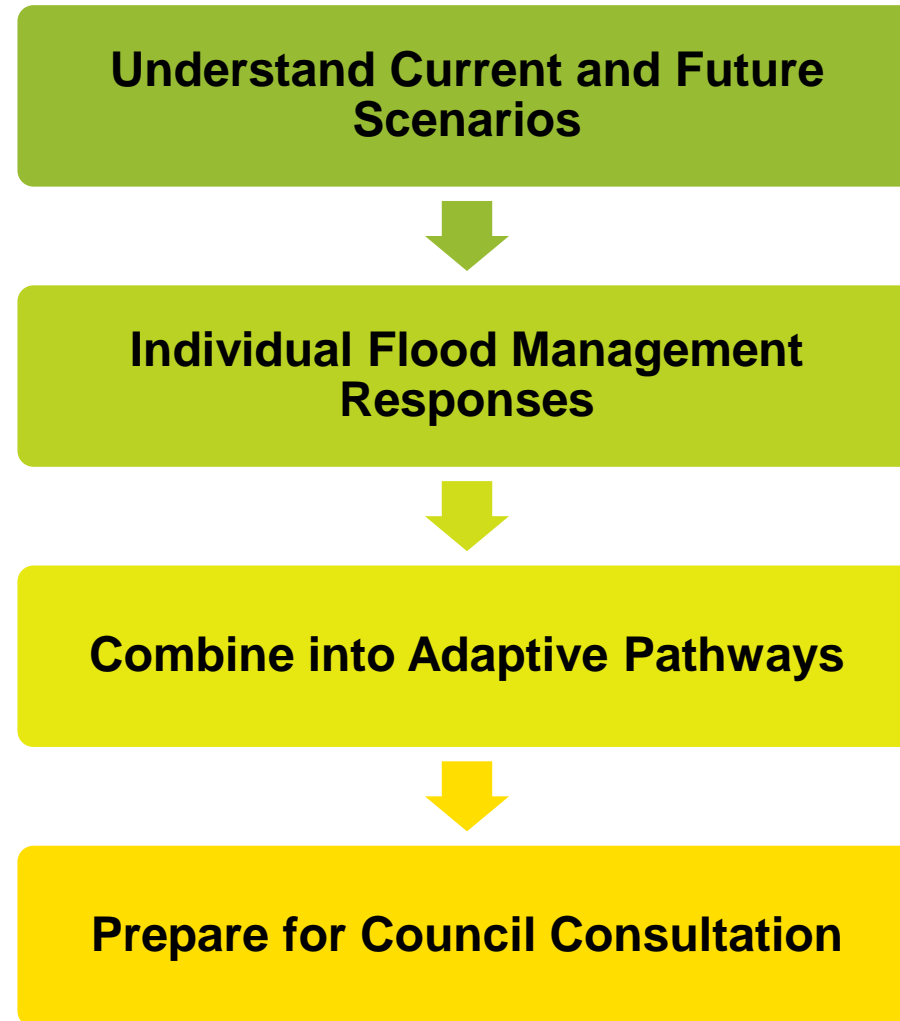 Understand Current and Future
Scenarios
Individual Flood Management
Responses
Combine into Adaptive Pathways
Prepare for Council Consultation